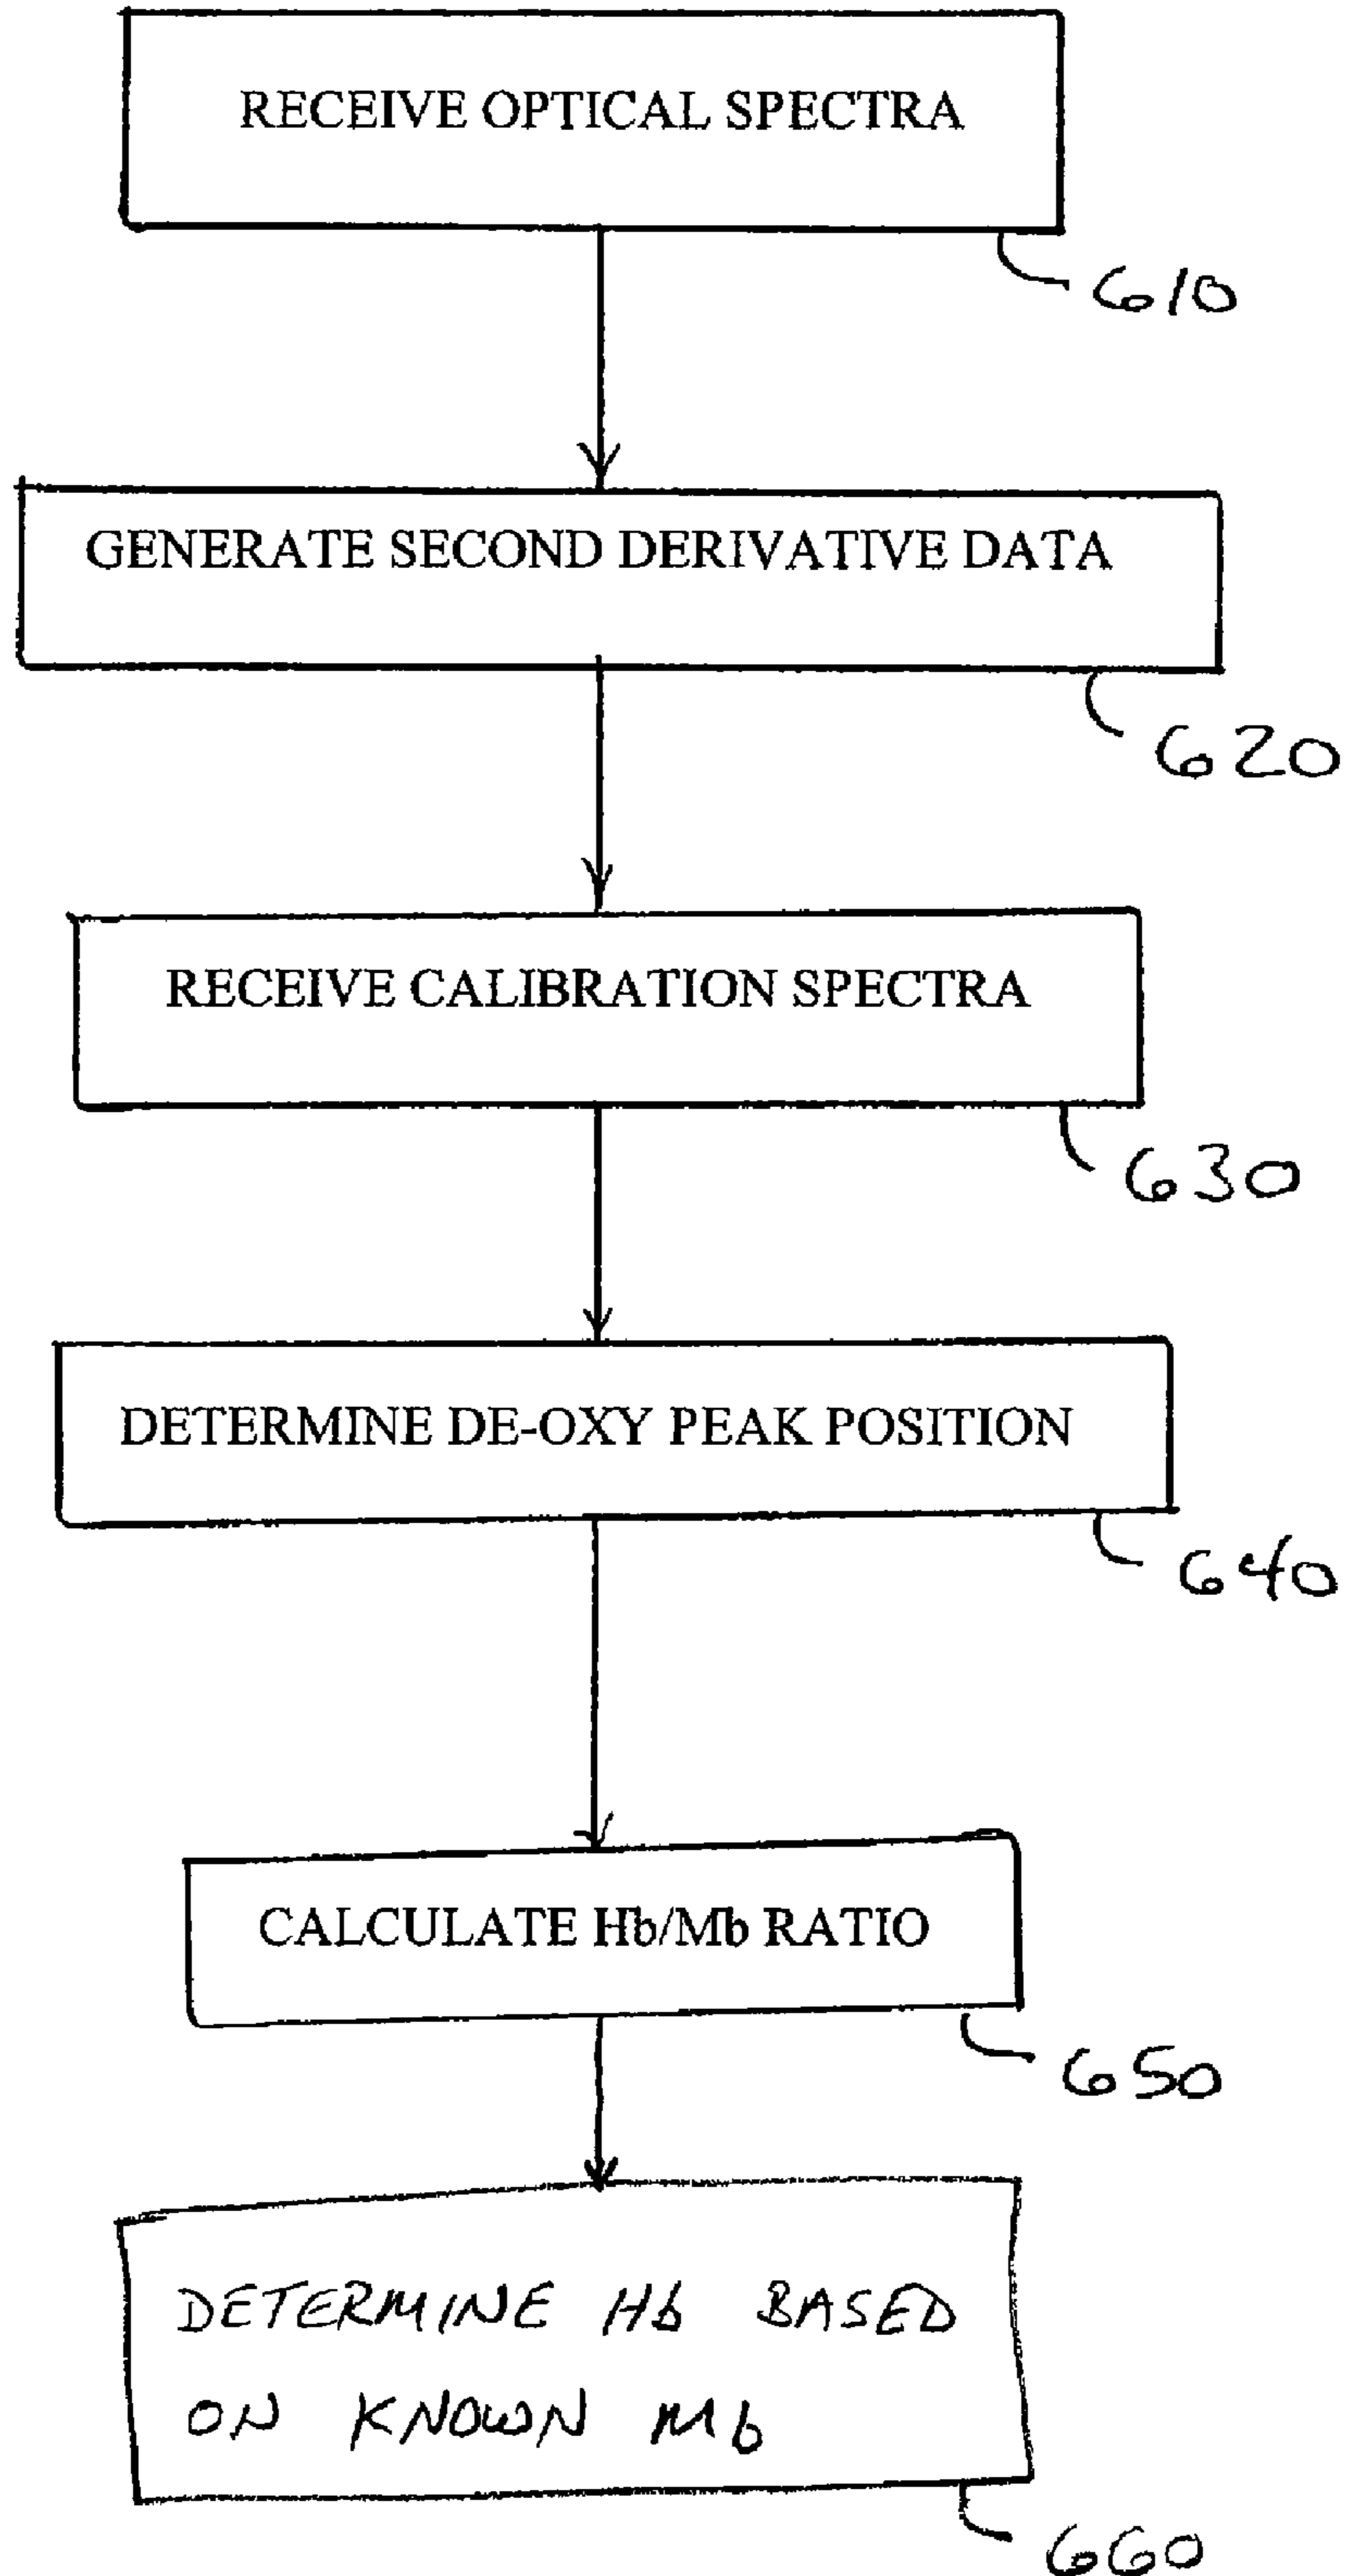 RECEIVE OPTICAL SPECTRA
610
GENERATE SECOND DERIVATIVE DATA
620
RECEIVE CALIBRATION SPECTRA
630
DETERMINE DE-OXY PEAK POSITION
640
CALCULATE Hb/Mb RATIO
650
DETERMINE Hb BASED
ON KNOWN Mb
660